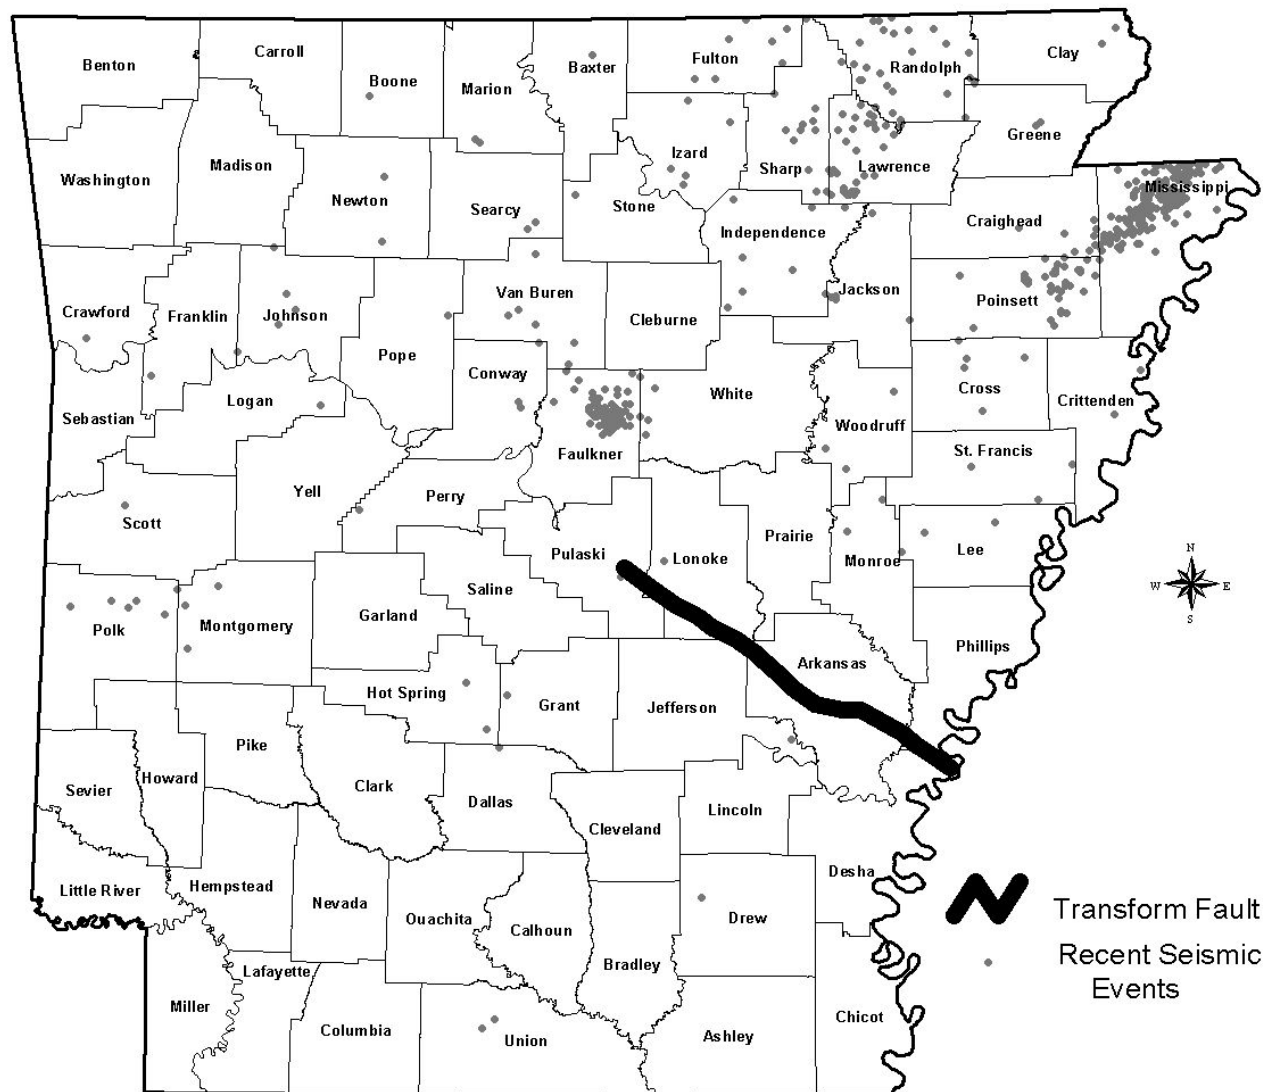 Benton
Carroll
Boone
Marion
Baxter
Fulton
Randolph
Clay
Washington
Madison
Newton
Searcy
Stone
Izard
Sharp
Lawrence
Greene
Mississippi
Craighead
Independence
Crawford
Franklin
Johnson
Pope
Van Buren
Cleburne
Jackson
Poinsett
Sebastian
Logan
Conway
White
Woodruff
Cross
Crittenden
St. Francis
Faulkner
Scott
Yell
Perry
Pulaski
Lonoke
Prairie
Monroe
Lee
N
W
E
S
Polk
Montgomery
Garland
Saline
Hot Spring
Grant
Jefferson
Arkansas
Phillips
Sevier
Howard
Pike
Clark
Dallas
Cleveland
Lincoln
Desha
Little River
Hempstead
Nevada
Ouachita
Calhoun
Bradley
Drew
Transform Fault
Recent Seismic
Events
Miller
Lafayette
Columbia
Union
Ashley
Chicot